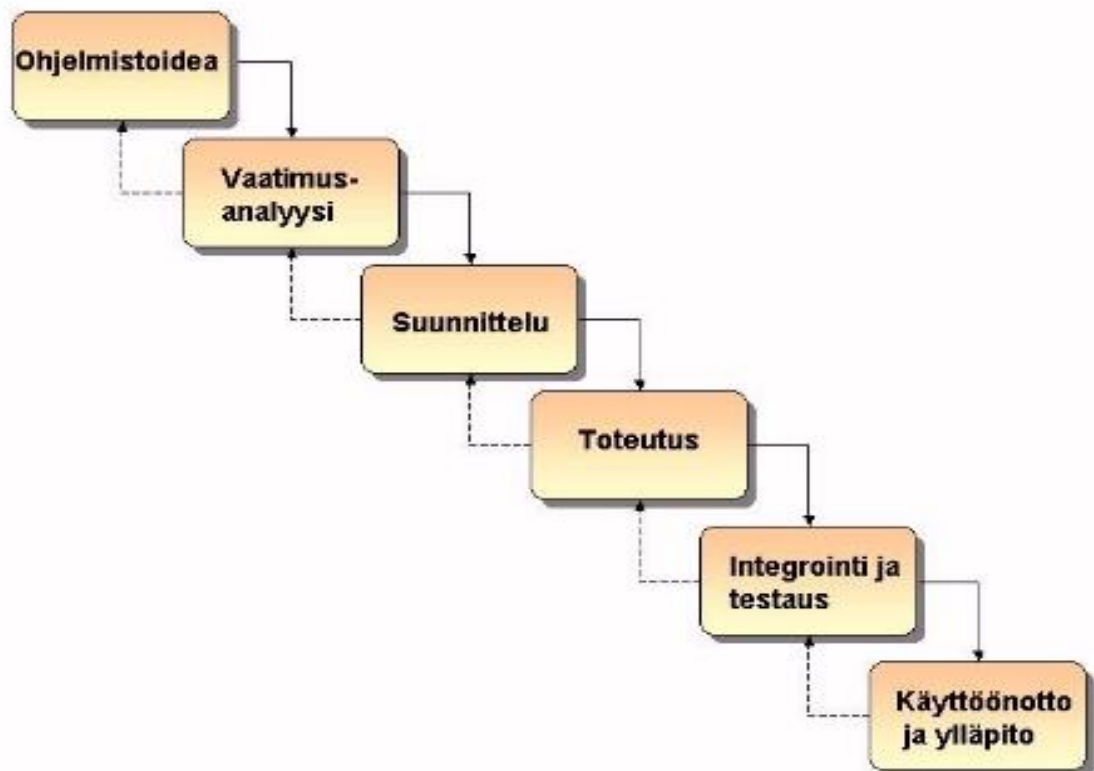 Ohjelmistoidea
Vaatimus-
analyysi
Suunnittelu
Toteutus
Integrointi ja
testaus
Käyttöönotto
ja ylläpito